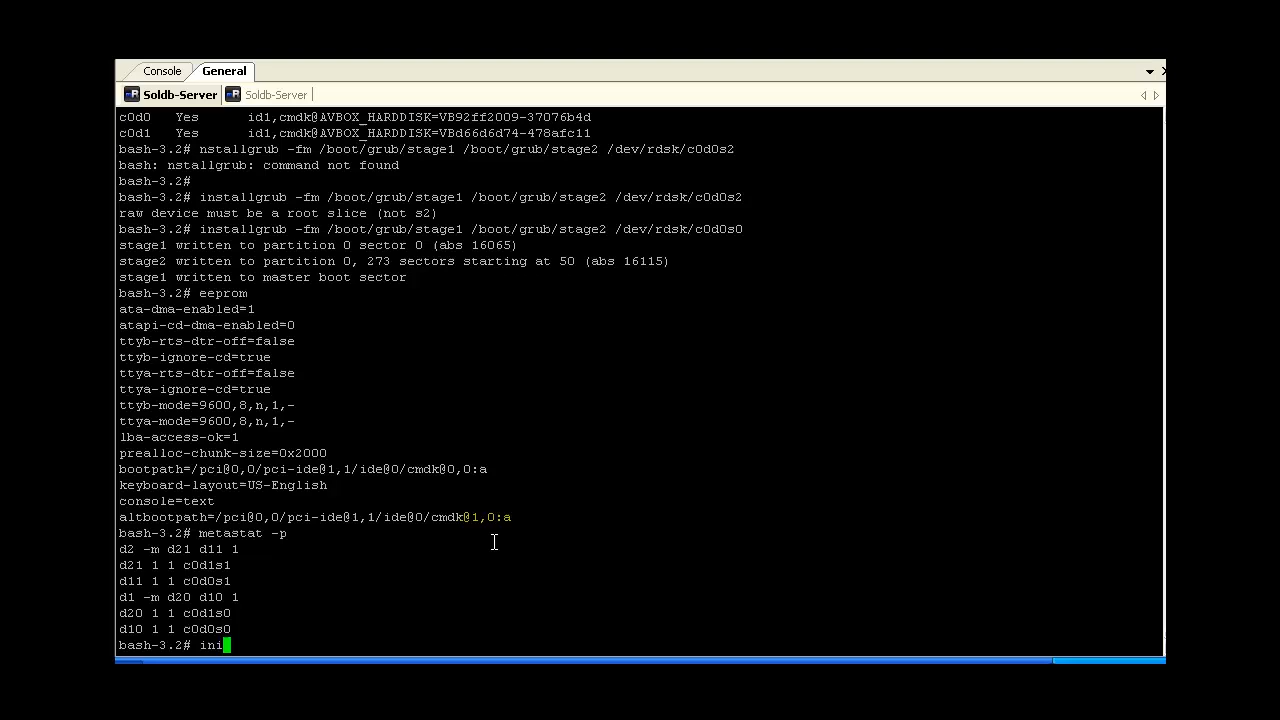 Console General
Soldb-Server Soldb-Server
c0d0 Yes id1,cmdk@AVBOX_HARDDISK=VB92ff2009-37076b4d
c0d1 Yes id1,cmdk@AVBOX_HARDDISK=VBd66d6d74-478afc11
bash-3.2# nstallgrub -fm /boot/grub/stage1 /boot/grub/stage2 /dev/rdsk/c0d0s2
bash: nstallgrub: command not found
bash-3.2#
bash-3.2# installgrub -fm /boot/grub/stage1 /boot/grub/stage2 /dev/rdsk/c0d0s2
raw device must be a root slice (not s2)
bash-3.2# installgrub -fm /boot/grub/stage1 /boot/grub/stage2 /dev/rdsk/c0d0s0
stage1 written to partition 0 sector 0 (abs 16065)
stage2 written to partition 0, 273 sectors starting at 50 (abs 16115)
stage1 written to master boot sector
bash-3.2# eeprom
ata-dma-enabled=1
atapi-cd-dma-enabled=0
ttyb-rts-dtr-off=false
ttyb-ignore-cd=true
ttya-rts-dtr-off=false
ttya-ignore-cd=true
ttyb-mode=9600,8,n,1,-
ttya-mode=9600,8,n,1,-
lba-access-ok=1
prealloc-chunk-size=0x2000
bootpath=/pci@0,0/pci-ide@1,1/ide@0/cmdk@0,0:a
keyboard-layout=US-English
console=text
altbootpath=/pci@0,0/pci-ide@1,1/ide@0/cmdk@1,0:a
bash-3.2# metastat -p
d2 -m d21 d11 1
d21 1 1 c0d1s1
d11 1 1 c0d0s1
d1 -m d20 d10 1
d20 1 1 c0d1s0
d10 1 1 c0d0s0
bash-3.2# ini